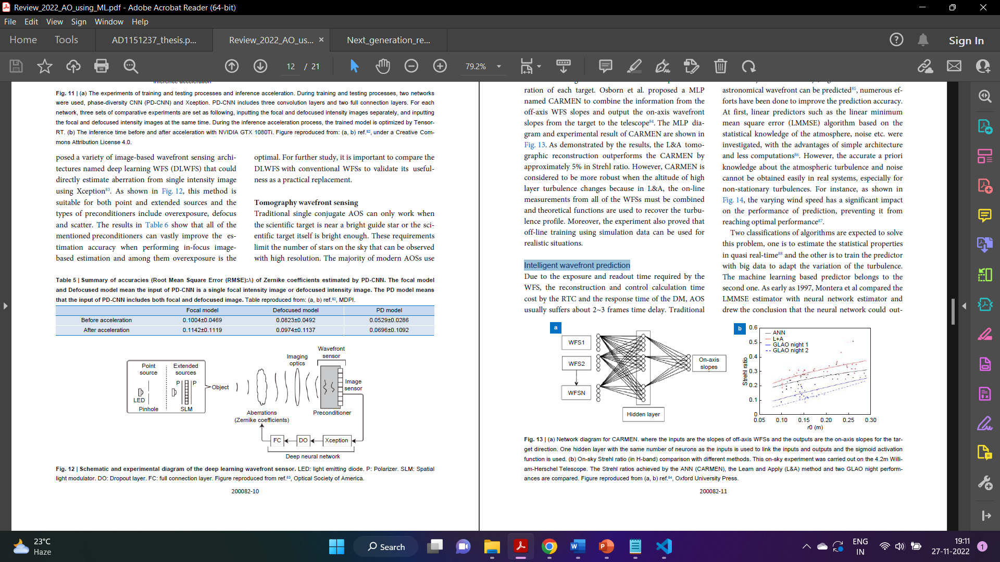 Review_2022_AO_using_ML.pdf - Adobe Acrobat Reader (64-bit)
File Edit View Sign Window Help
Home Tools AD1151237_thesis.p... Review_2022_AO_us... × Next_generation_re... Sign In
12 / 21 79.2%
Fig. 11 | (a) The experiments of training and testing processes and inference acceleration. During training and testing processes, two networks
were used, phase-diversity CNN (PD-CNN) and Xception. PD-CNN includes three convolution layers and two full connection layers. For each
network, three sets of comparative experiments are set as following, inputting the focal and defocused intensity images separately, and inputting
the focal and defocused intensity images at the same time. During the inference acceleration process, the trained model is optimized by Tensor-
RT. (b) The inference time before and after acceleration with NVIDIA GTX 1080Ti. Figure reproduced from: (a, b) ref.82, under a Creative Com-
mons Attribution License 4.0.
posed a variety of image-based wavefront sensing archi-
tectures named deep learning WFS (DLWFS) that could
directly estimate aberration from single intensity image
using Xception83. As shown in Fig. 12, this method is
suitable for both point and extended sources and the
types of preconditioners include overexposure, defocus
and scatter. The results in Table 6 show that all of the
mentioned preconditioners can vastly improve the es-
timation accuracy when performing in-focus image-
based estimation and among them overexposure is the
optimal. For further study, it is important to compare the
DLWFS with conventional WFSs to validate its useful-
ness as a practical replacement.
Tomography wavefront sensing
Traditional single conjugate AOS can only work when
the scientific target is near a bright guide star or the sci-
entific target itself is bright enough. These requirements
limit the number of stars on the sky that can be observed
with high resolution. The majority of modern AOSs use
Table 5 | Summary of accuracies (Root Mean Square Error (RMSE):Λ) of Zernike coefficients estimated by PD-CNN. The focal model
and Defocused model mean the input of PD-CNN is a single focal intensity image or defocused intensity image. The PD model means
that the input of PD-CNN includes both focal and defocused image. Table reproduced from: (a, b) ref.82, MDPI.
Focal model Defocused model PD model
Before acceleration 0.1004±0.0469 0.0823±0.0492 0.0529±0.0286
After acceleration 0.1142±0.1119 0.0974±0.1137 0.0696±0.1092
Point source
Extended sources
P P
LED
Pinhole
SLM
Object
Aberrations
(Zernike coefficients)
Imaging optics
Wavefront sensor
Image sensor
Preconditioner
FC DO Xception
Deep neural network
Fig. 12 | Schematic and experimental diagram of the deep learning wavefront sensor. LED: light emitting diode. P: Polarizer. SLM: Spatial
light modulator. DO: Dropout layer. FC: full connection layer. Figure reproduced from ref.83, Optical Society of America.
200082-10
ration of each target. Osborn et al. proposed a MLP
named CARMEN to combine the information from the
off-axis WFS slopes and output the on-axis wavefront
slopes from the target to the telescope84. The MLP dia-
gram and experimental result of CARMEN are shown in
Fig. 13. As demonstrated by the results, the L&A tomo-
graphic reconstruction outperforms the CARMEN by
approximately 5% in Strehl ratio. However, CARMEN is
considered to be more robust when the altitude of high
layer turbulence changes because in L&A, the on-line
measurements from all of the WFSs must be combined
and theoretical functions are used to recover the turbu-
lence profile. Moreover, the experiment also proved that
off-line training using simulation data can be used for
realistic situations.
Intelligent wavefront prediction
Due to the exposure and readout time required by the
WFS, the reconstruction and control calculation time
cost by the RTC and the response time of the DM, AOS
usually suffers about 2~3 frames time delay. Traditional
astronomical wavefront can be predicted85, numerous ef-
forts have been done to improve the prediction accuracy.
At first, linear predictors such as the linear minimum
mean square error (LMMSE) algorithm based on the
statistical knowledge of the atmosphere, noise etc. were
investigated, with the advantages of simple architecture
and less computations86. However, the accurate a priori
knowledge about the atmospheric turbulence and noise
cannot be obtained easily in real systems, especially for
non-stationary turbulences. For instance, as shown in
Fig. 14, the varying wind speed has a significant impact
on the performance of prediction, preventing it from
reaching optimal performance87.
Two classifications of algorithms are expected to solve
this problem, one is to estimate the statistical properties
in quasi real-time88 and the other is to train the predictor
with big data to adapt the variation of the turbulence.
The machine learning based predictor belongs to the
second one. As early as 1997, Montera et al compared the
LMMSE estimator with neural network estimator and
drew the conclusion that the neural network could out-
a
WFS1
WFS2
WFSN
Hidden layer
On-axis slopes
b
Strehl ratio
0.6
0.5
0.4
0.3
0.2
0.1
0
ANN
L+A
GLAO night 1
GLAO night 2
0.05 0.10 0.15 0.20 0.25 0.30
r0 (m)
Fig. 13 | (a) Network diagram for CARMEN. where the inputs are the slopes of off-axis WFSs and the outputs are the on-axis slopes for the tar-
get direction. One hidden layer with the same number of neurons as the inputs is used to link the inputs and outputs and the sigmoid activation
function is used. (b) On-sky Strehl ratio (in H-band) comparison with different methods. This on-sky experiment was carried out on the 4.2m Willi-
am-Herschel Telescope. The Strehl ratios achieved by the ANN (CARMEN), the Learn and Apply (L&A) method and two GLAO night perform-
ances are compared. Figure reproduced from (a, b) ref.84, Oxford University Press.
200082-11
23°C
Haze
Search
ENG
IN
19:11
27-11-2022
1